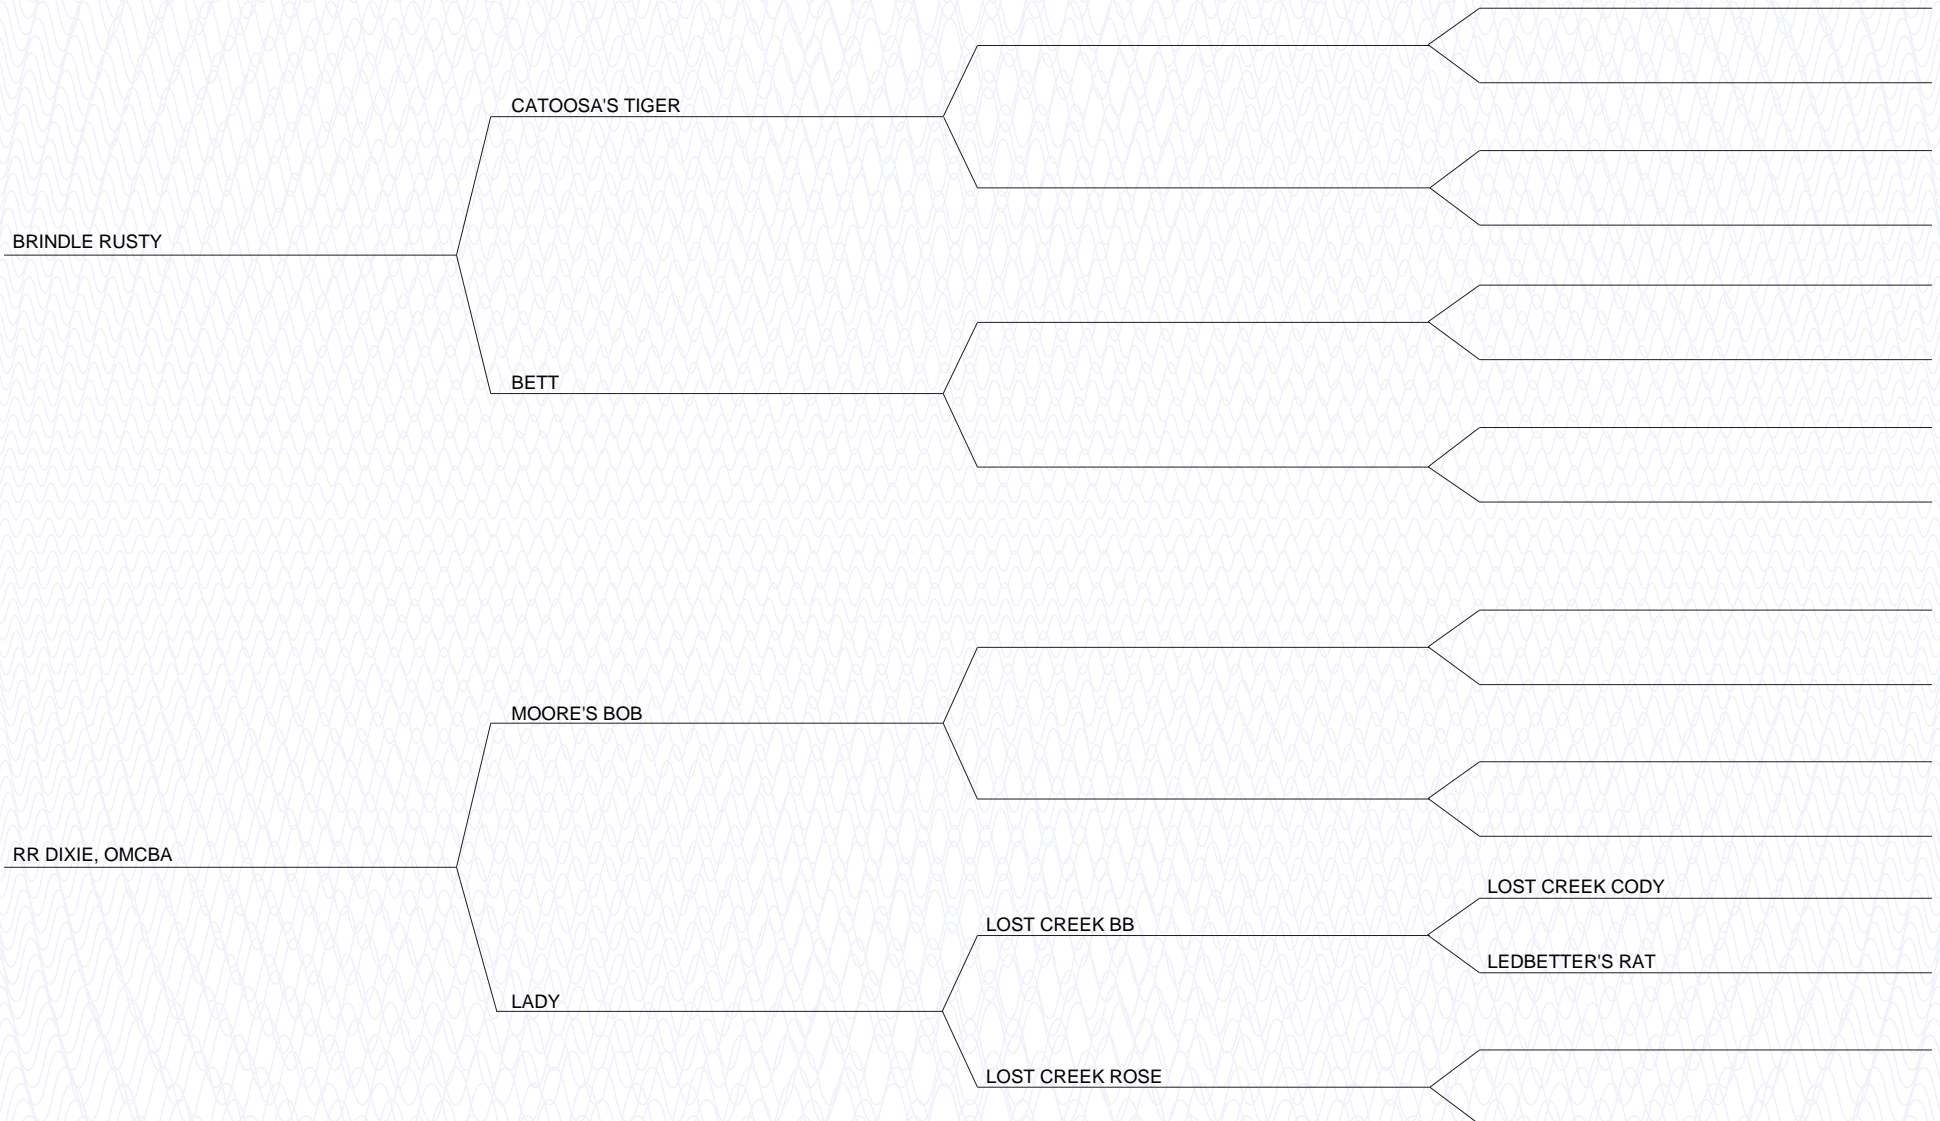 CATOOSA'S TIGER
BRINDLE RUSTY
BETT
MOORE'S BOB
RR DIXIE, OMCBA
LOST CREEK CODY
LOST CREEK BB
LEDBETTER'S RAT
LADY
LOST CREEK ROSE